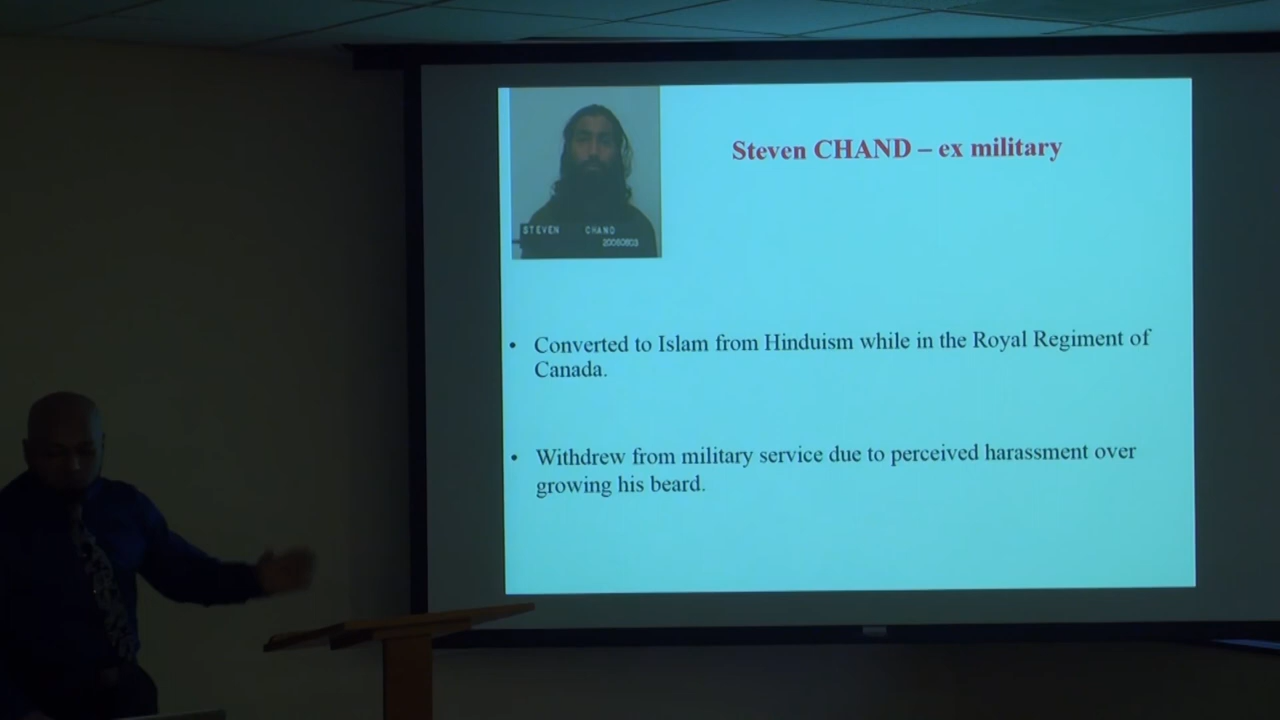 Steven CHAND – ex military
STEVEN CHAND
20060603
• Converted to Islam from Hinduism while in the Royal Regiment of
Canada.
• Withdrew from military service due to perceived harassment over
growing his beard.